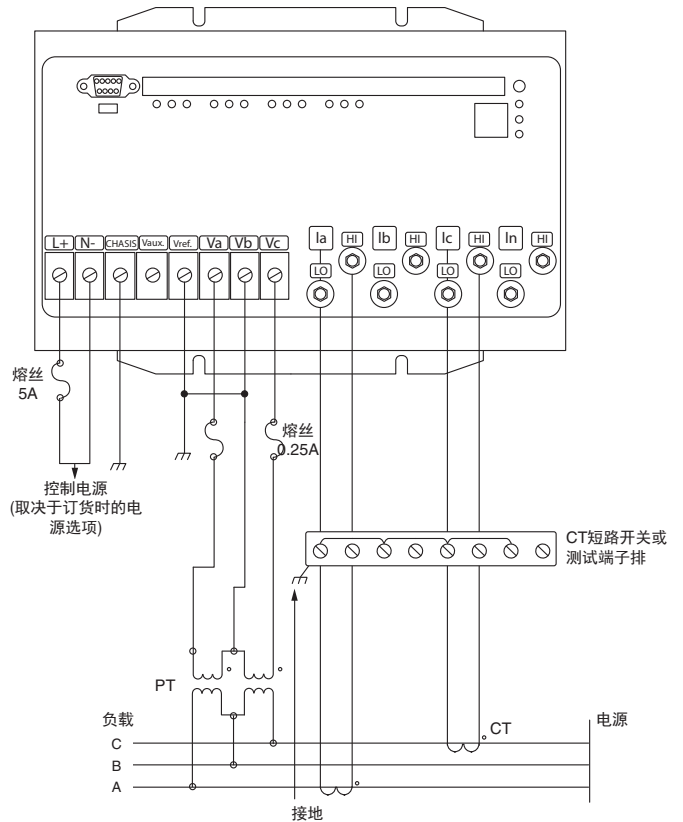 L+ N- CHASIS Vaux. Vref. Va Vb Vc
Ia HI Ib HI Ic HI In HI
LO LO LO LO
熔丝
5A
熔丝
0.25A
控制电源
(取决于订货时的电
源选项)
CT短路开关或
测试端子排
PT
CT
负载
电源
C
B
A
接地